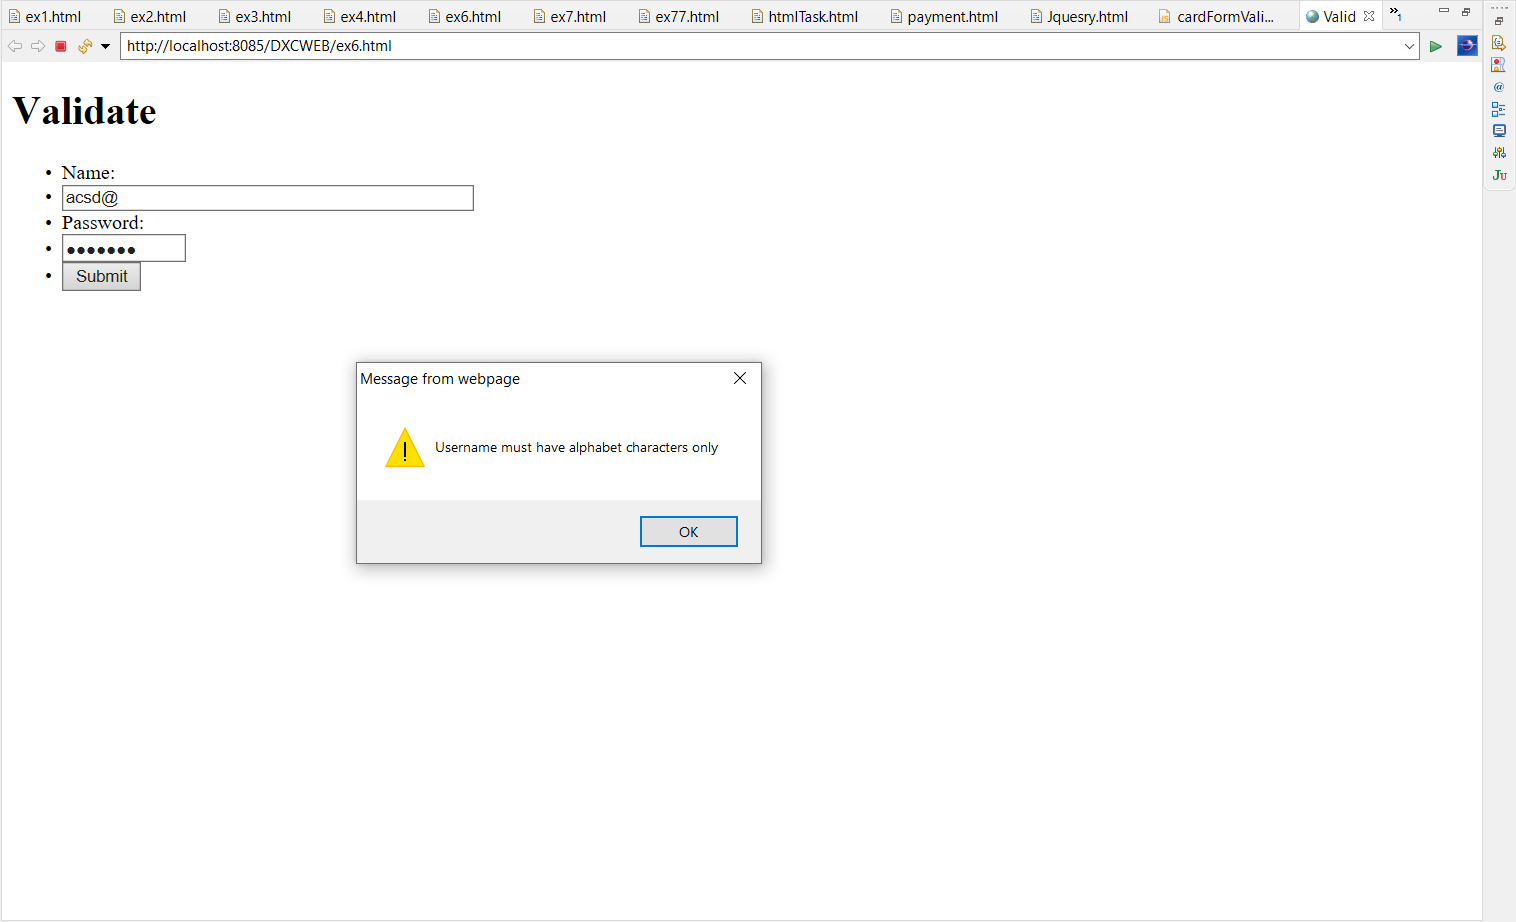 ex1.html ex2.html ex3.html ex4.html ex6.html ex7.html ex77.html htmlTask.html payment.html Jquesry.html cardFormVali... Valid »1
http://localhost:8085/DXCWEB/ex6.html
Validate
• Name:
• acsd@
• Password:
• •••••••
• Submit
Message from webpage
Username must have alphabet characters only
OK
@
Ju